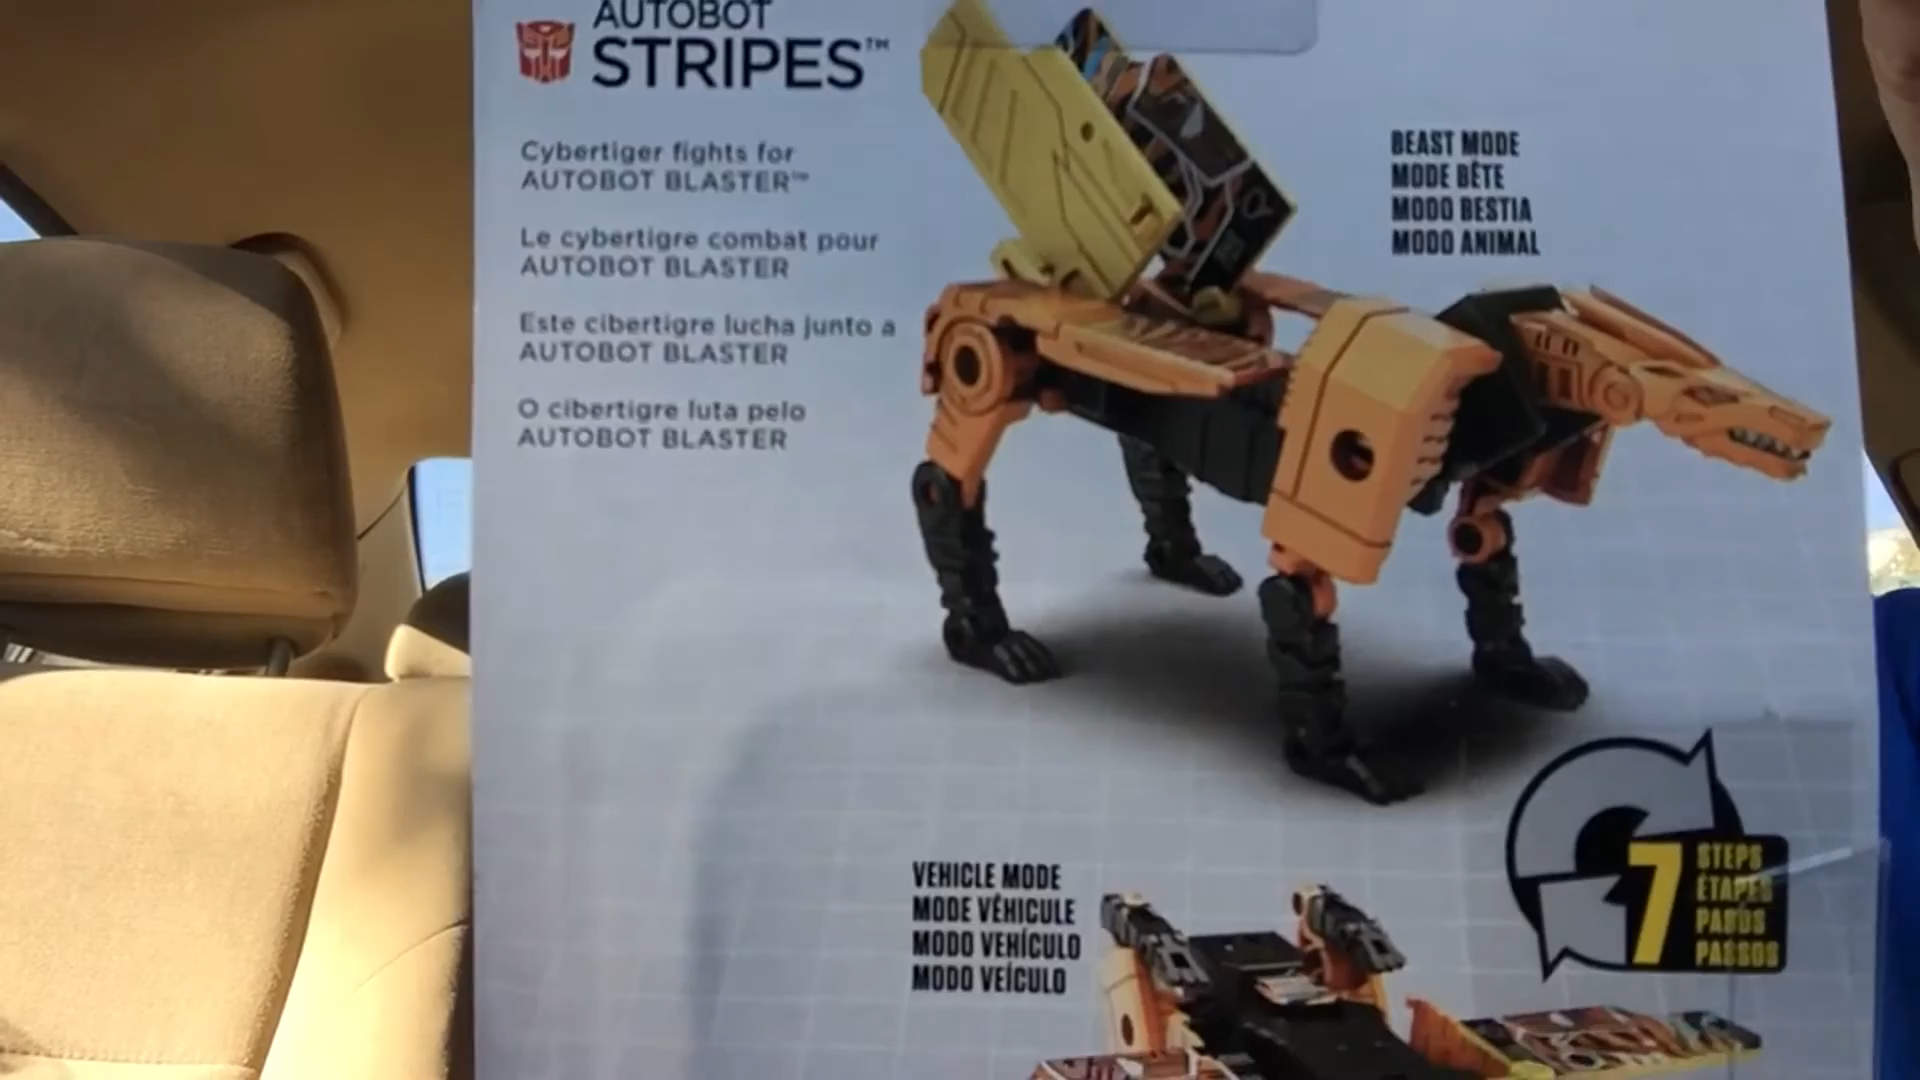 AUTOBOT
STRIPES™
Cybertiger fights for
AUTOBOT BLASTER™
Le cybertigre combat pour
AUTOBOT BLASTER
Este cibertigre lucha junto a
AUTOBOT BLASTER
O cibertigre luta pelo
AUTOBOT BLASTER
BEAST MODE
MODE BÊTE
MODO BESTIA
MODO ANIMAL
7 STEPS
ÉTAPES
PASOS
PASSOS
VEHICLE MODE
MODE VÉHICULE
MODO VEHÍCULO
MODO VEÍCULO